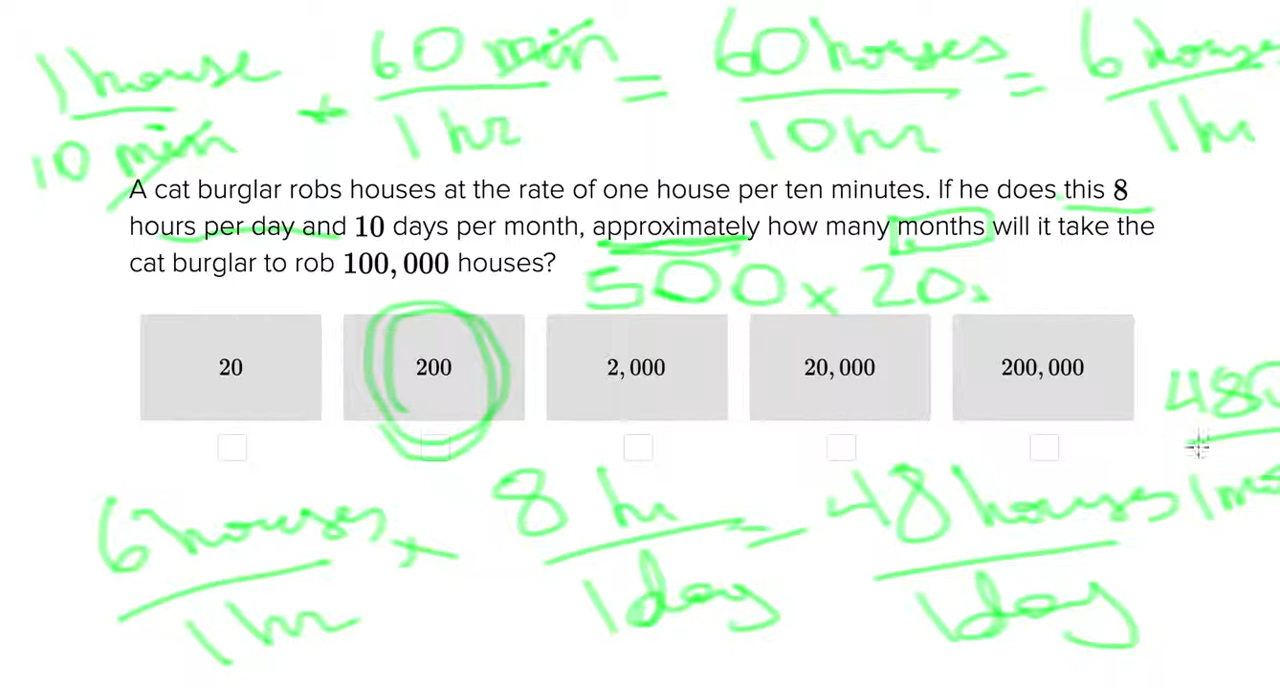 1 house / 10 min × 60 min / 1 hr = 60 houses / 10 hr = 6 house / 1 hr
A cat burglar robs houses at the rate of one house per ten minutes. If he does this 8
hours per day and 10 days per month, approximately how many months will it take the
cat burglar to rob 100,000 houses?
500 × 20
20 200 2,000 20,000 200,000
480 / 1 mo
6 houses / 1 hr × 8 hr / 1 day = 48 houses / 1 day